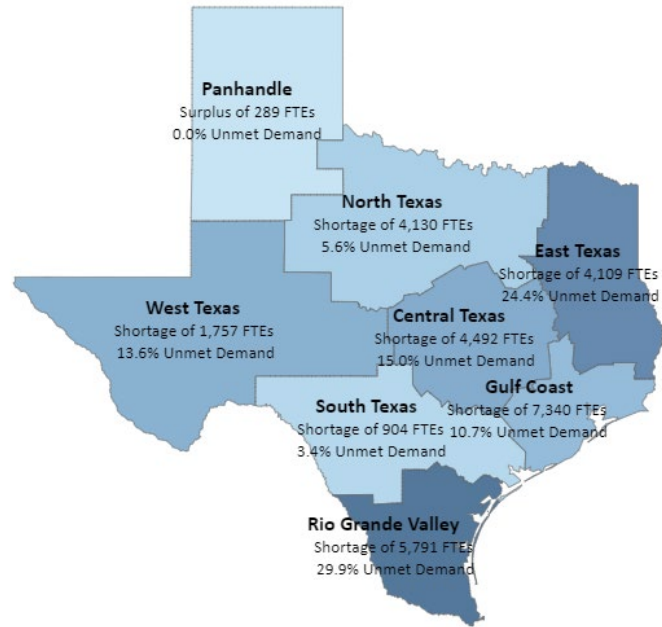 Panhandle
Surplus of 289 FTEs
0.0% Unmet Demand
North Texas
Shortage of 4,130 FTEs
5.6% Unmet Demand
East Texas
Shortage of 4,109 FTEs
24.4% Unmet Demand
West Texas
Shortage of 1,757 FTEs
13.6% Unmet Demand
Central Texas
Shortage of 4,492 FTEs
15.0% Unmet Demand
Gulf Coast
Shortage of 7,340 FTEs
10.7% Unmet Demand
South Texas
Shortage of 904 FTEs
3.4% Unmet Demand
Rio Grande Valley
Shortage of 5,791 FTEs
29.9% Unmet Demand